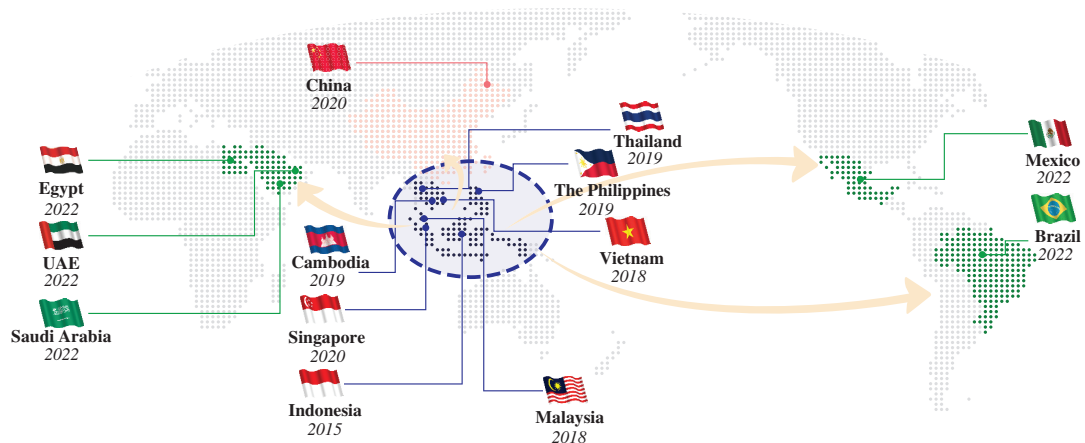 China
2020
Thailand
2019
Egypt
2022
The Philippines
2019
Mexico
2022
UAE
2022
Cambodia
2019
Vietnam
2018
Brazil
2022
Saudi Arabia
2022
Singapore
2020
Indonesia
2015
Malaysia
2018